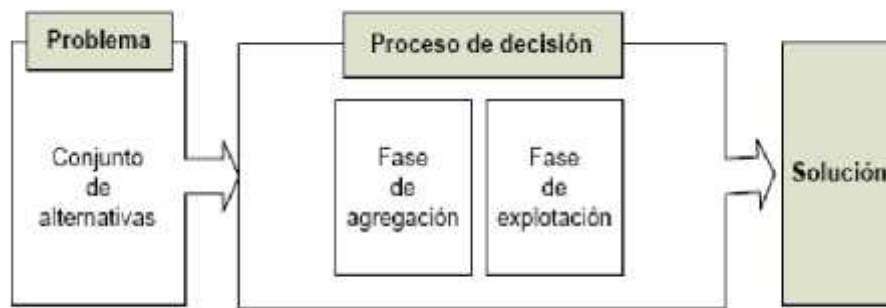 Problema
Conjunto
de
alternativas
Proceso de decisión
Fase
de
agregación
Fase
de
explotación
Solución